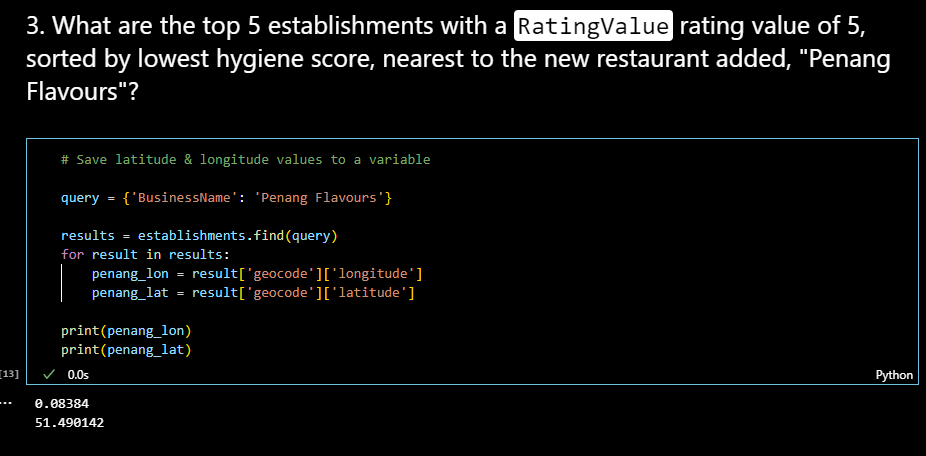 3. What are the top 5 establishments with a RatingValue rating value of 5,
sorted by lowest hygiene score, nearest to the new restaurant added, "Penang
Flavours"?
# Save latitude & longitude values to a variable
query = {'BusinessName': 'Penang Flavours'}
results = establishments.find(query)
for result in results:
penang_lon = result['geocode']['longitude']
penang_lat = result['geocode']['latitude']
print(penang_lon)
print(penang_lat)
[13] ✓ 0.0s Python
... 0.08384
51.490142